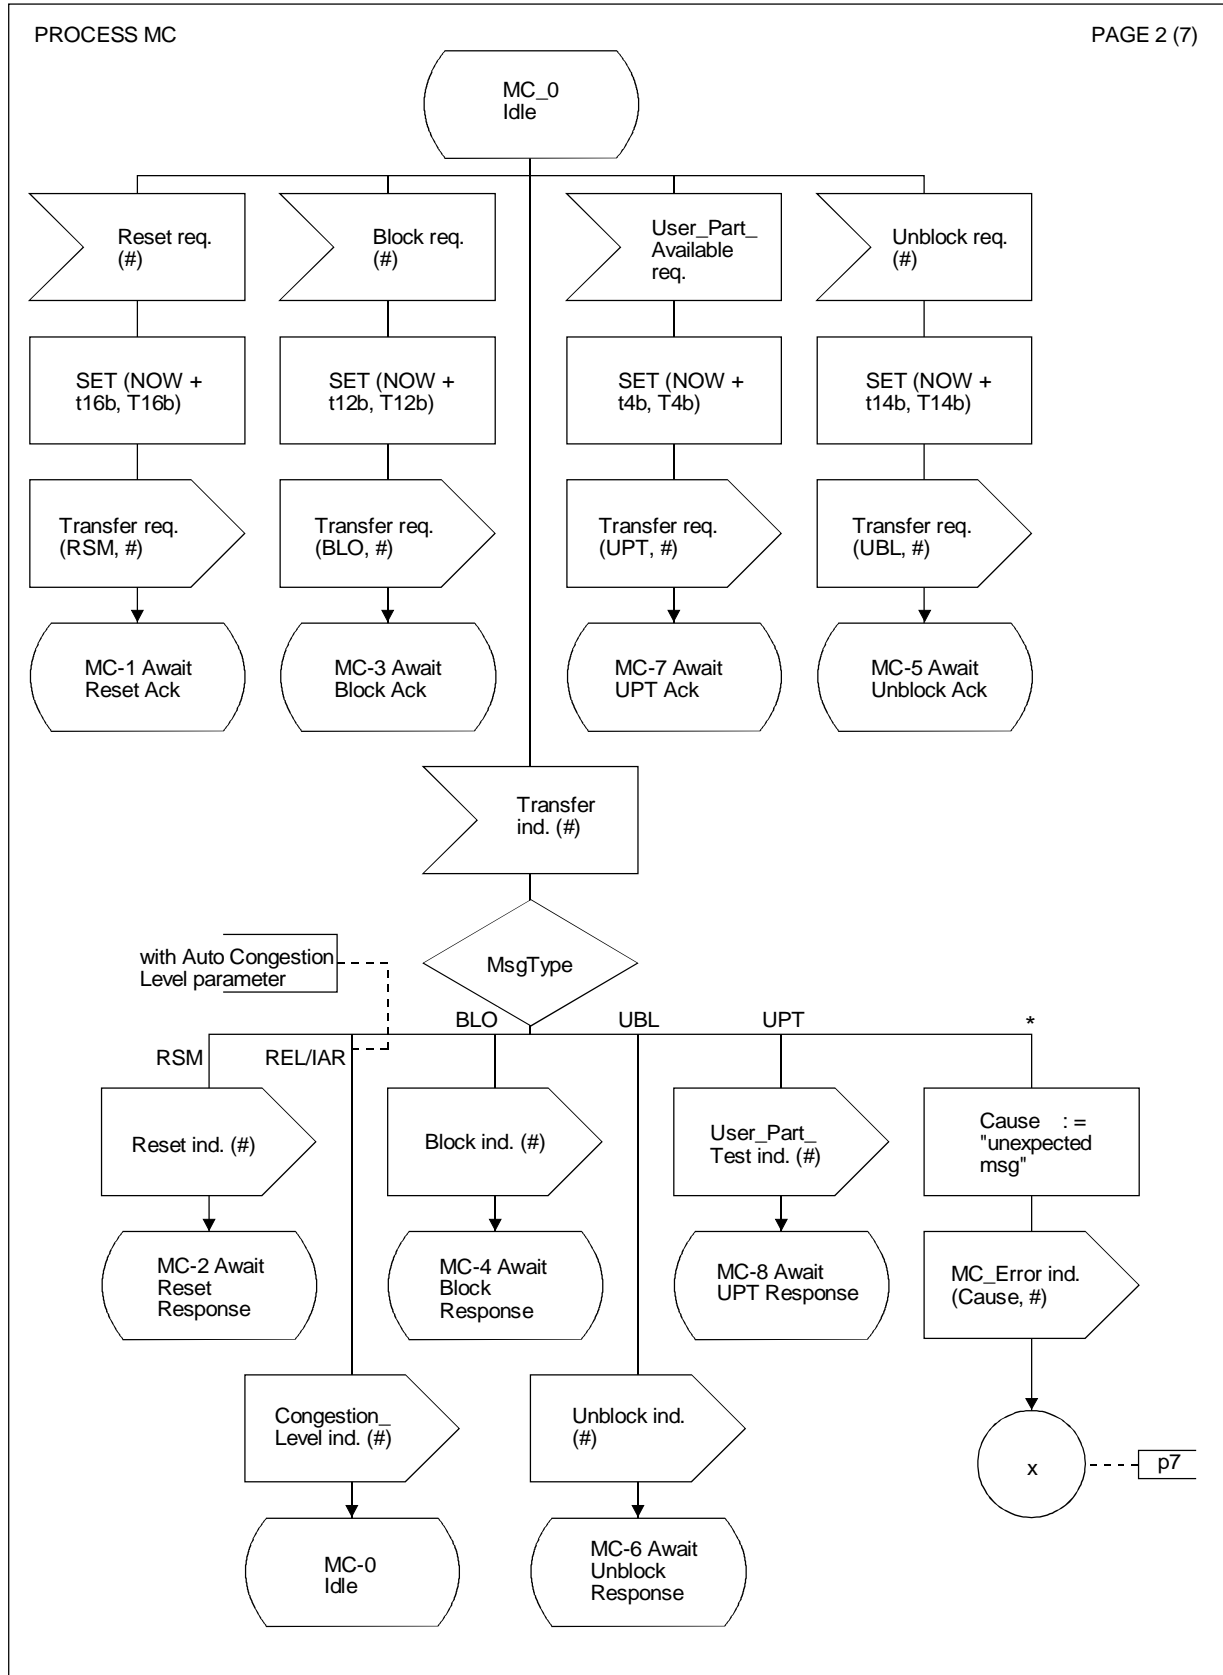 PROCESS MC
PAGE 2 (7)
MC_0
Idle
Reset req.
(#)
Block req.
(#)
User_Part_
Available
req.
Unblock req.
(#)
SET (NOW +
t16b, T16b)
SET (NOW +
t12b, T12b)
SET (NOW +
t4b, T4b)
SET (NOW +
t14b, T14b)
Transfer req.
(RSM, #)
Transfer req.
(BLO, #)
Transfer req.
(UPT, #)
Transfer req.
(UBL, #)
MC-1 Await
Reset Ack
MC-3 Await
Block Ack
MC-7 Await
UPT Ack
MC-5 Await
Unblock Ack
Transfer
ind. (#)
with Auto Congestion
Level parameter
MsgType
BLO
UBL
UPT
*
RSM
REL/IAR
Reset ind. (#)
Block ind. (#)
User_Part_
Test ind. (#)
Cause : =
"unexpected
msg"
MC-2 Await
Reset
Response
MC-4 Await
Block
Response
MC-8 Await
UPT Response
MC_Error ind.
(Cause, #)
Congestion_
Level ind. (#)
Unblock ind.
(#)
x
p7
MC-0
Idle
MC-6 Await
Unblock
Response